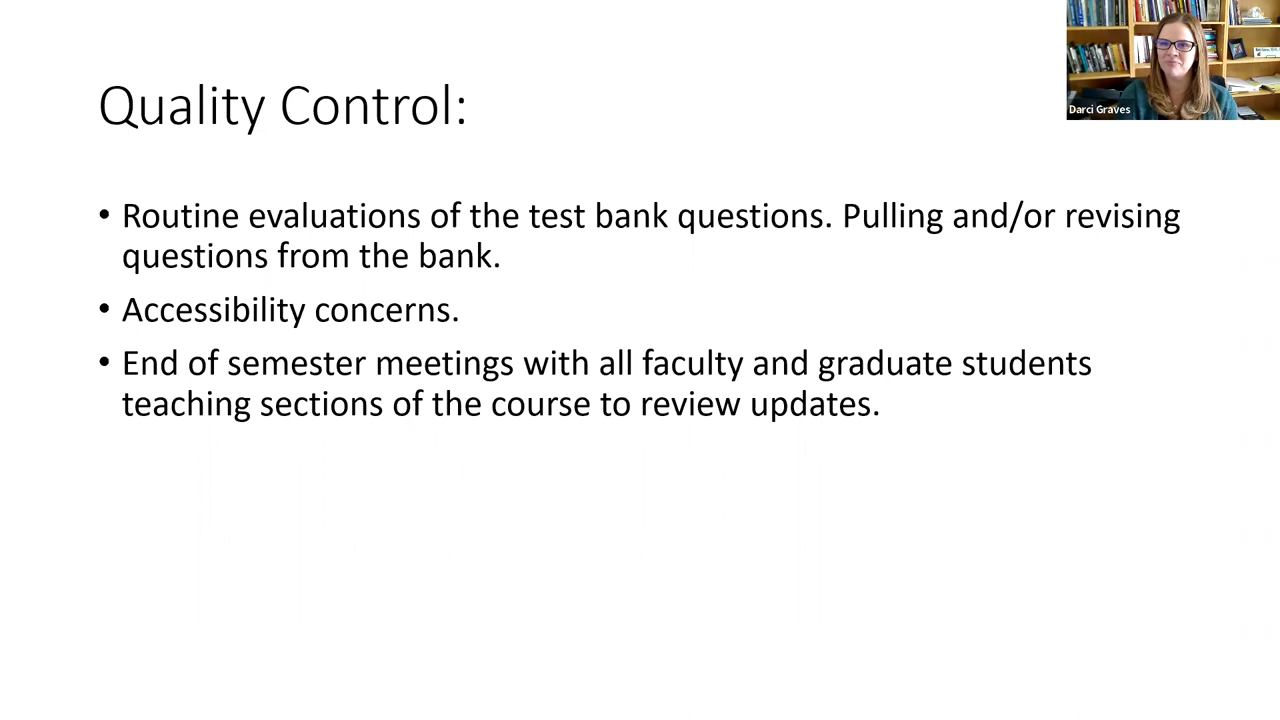 Quality Control:
Darci Graves
• Routine evaluations of the test bank questions. Pulling and/or revising
questions from the bank.
• Accessibility concerns.
• End of semester meetings with all faculty and graduate students
teaching sections of the course to review updates.